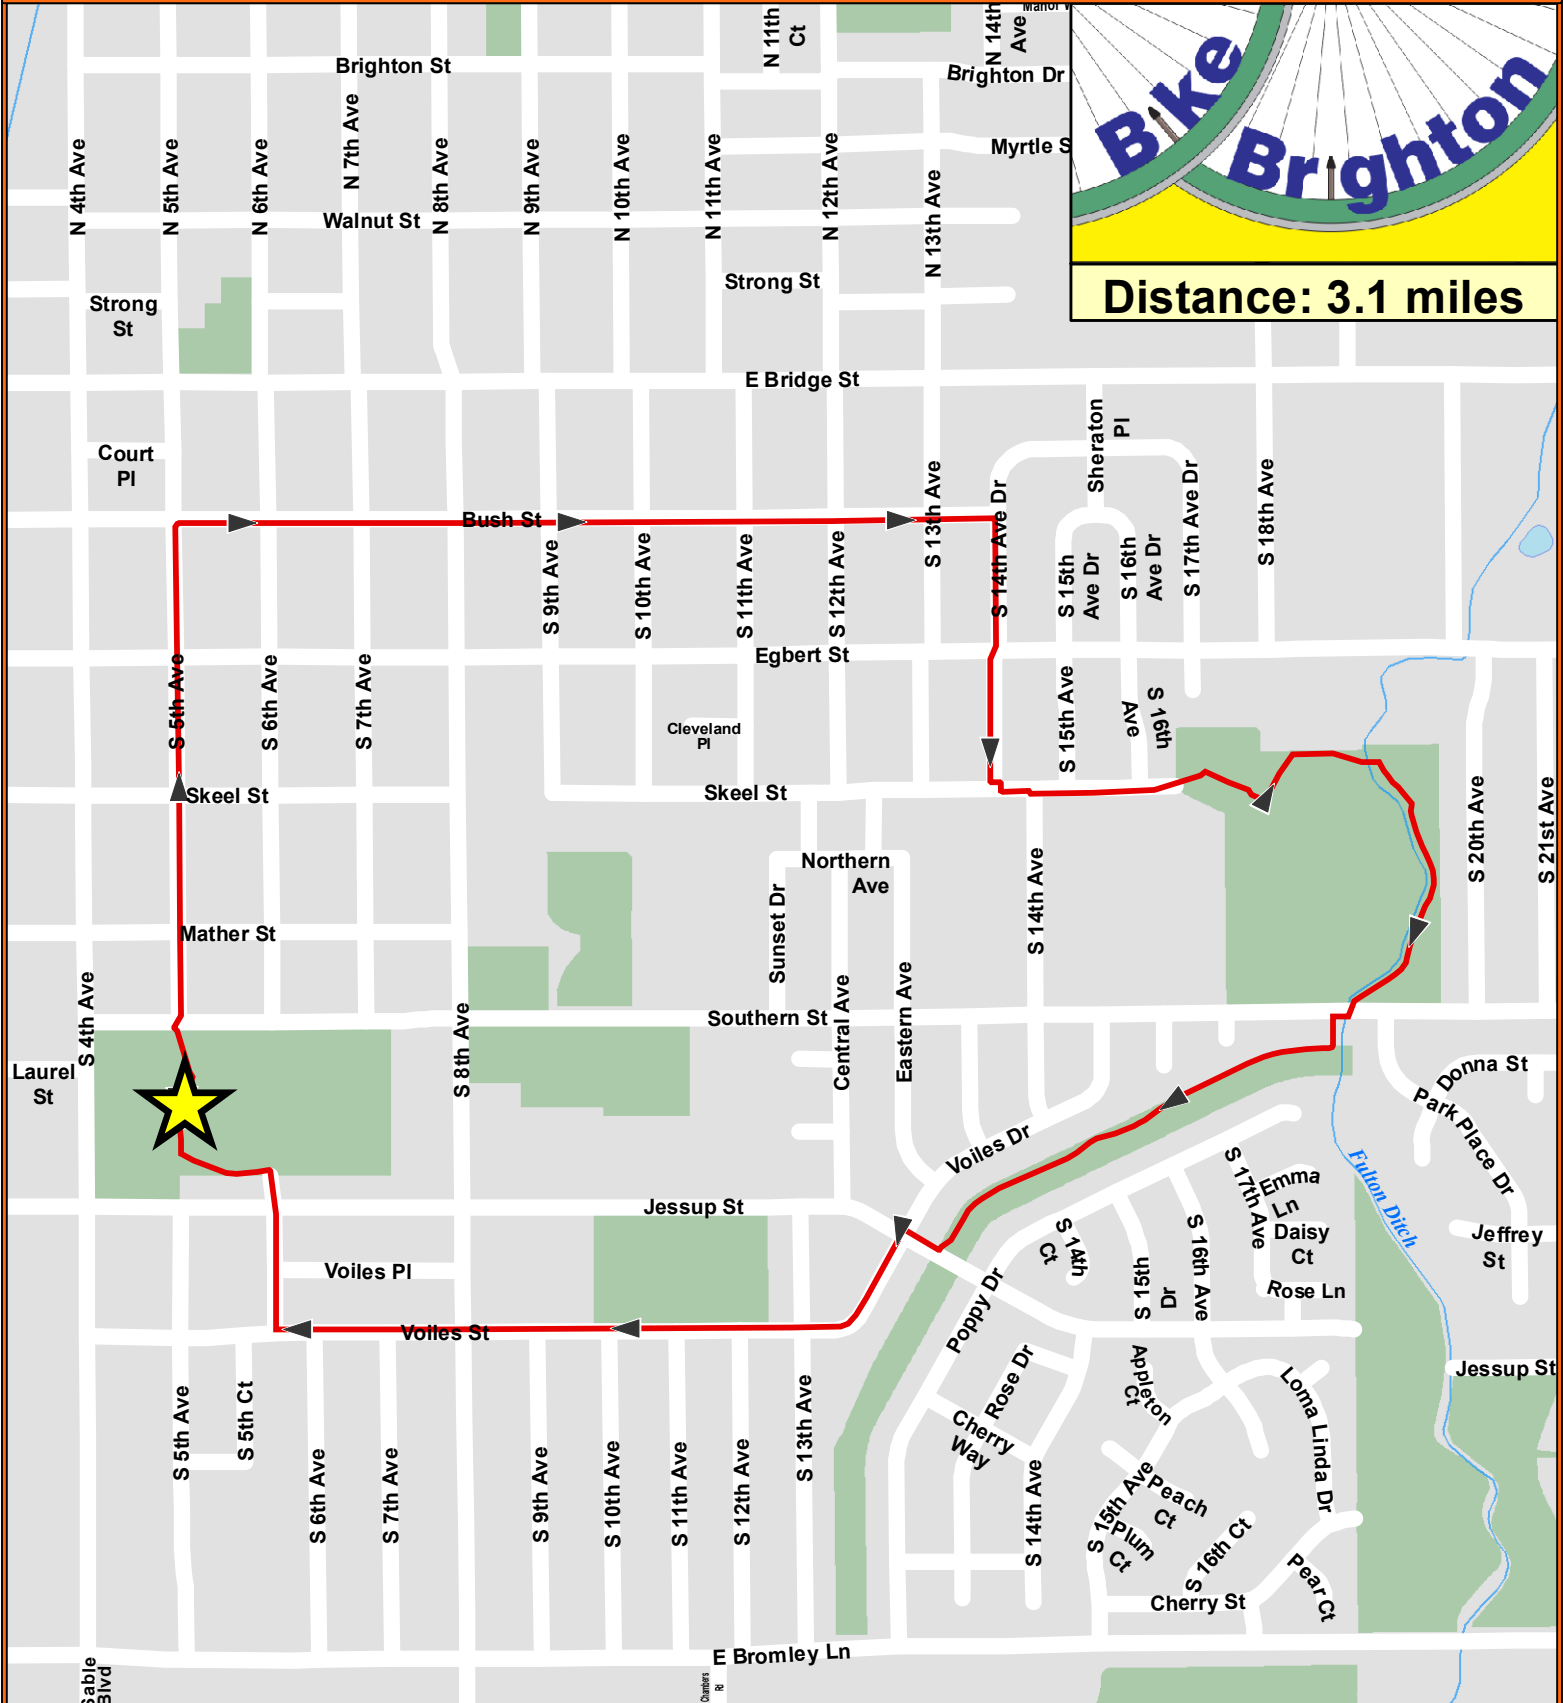 N 11th
Ct
N 14th
Ave
Brighton St
Brighton Dr
Bike
Brighton
Distance: 3.1 miles
N 4th Ave
N 5th Ave
N 6th Ave
N 7th Ave
N 8th Ave
N 9th Ave
N 10th Ave
N 11th Ave
N 12th Ave
N 13th Ave
Myrtle S
Walnut St
Strong
St
Strong St
E Bridge St
Court
Pl
Sheraton
Pl
Bush St
S 13th Ave
S 14th Ave Dr
S 15th
Ave Dr
S 16th
Ave Dr
S 17th Ave Dr
S 18th Ave
S 9th Ave
S 10th Ave
S 11th Ave
S 12th Ave
Egbert St
S 5th Ave
S 6th Ave
S 7th Ave
Cleveland
Pl
S 15th Ave
S 16th
Ave
Skeel St
Skeel St
S 20th Ave
S 21st Ave
Northern
Ave
Sunset Dr
S 14th Ave
Mather St
S 4th Ave
S 8th Ave
Southern St
Central Ave
Eastern Ave
Laurel
St
Donna St
Park Place Dr
Voiles Dr
Fulton Ditch
S 17th Ave
Emma
Ln
Daisy
Ct
Jessup St
S 14th
Ct
S 15th
Dr
S 16th Ave
Jeffrey
St
Voiles Pl
Rose Ln
Poppy Dr
Voiles St
Jessup St
Rose Dr
Appleton
Ct
Loma Linda Dr
S 5th Ave
S 5th Ct
S 13th Ave
Cherry
Way
S 6th Ave
S 7th Ave
S 9th Ave
S 10th Ave
S 11th Ave
S 12th Ave
S 14th Ave
S 15th Ave
Peach
Ct
Plum
Ct
S 16th Ct
Pear Ct
Cherry St
E Bromley Ln
Sable
Blvd
Chambers
Rd